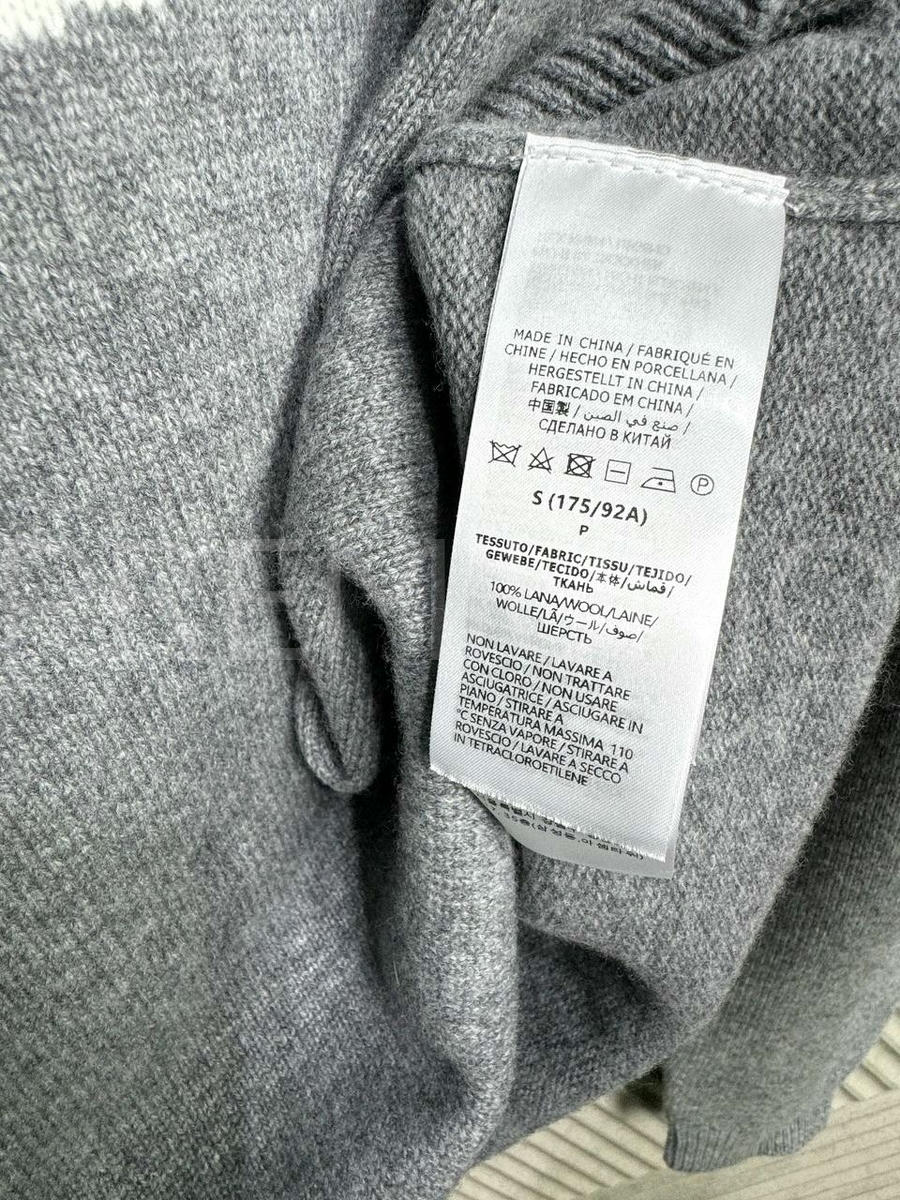 MADE IN CHINA / FABRIQUÉ EN
CHINE / HECHO EN PORCELLANA /
HERGESTELLT IN CHINA /
FABRICADO EM CHINA /
中国製 / صنع في الصين /
СДЕЛАНО В КИТАЙ
P
S (175/92A)
P
TESSUTO/FABRIC/TISSU/TEJIDO/
GEWEBE/TECIDO/本体/قماش/
ТКАНЬ
100% LANA/WOOL/LAINE/
WOLLE/LÃ/ウール/صوف/
ШЕРСТЬ
NON LAVARE / LAVARE A
ROVESCIO / NON TRATTARE
CON CLORO / NON USARE
ASCIUGATRICE / ASCIUGARE IN
PIANO / STIRARE A
TEMPERATURA MASSIMA 110
°C SENZA VAPORE / STIRARE A
ROVESCIO / LAVARE A SECCO
IN TETRACLOROETILENE